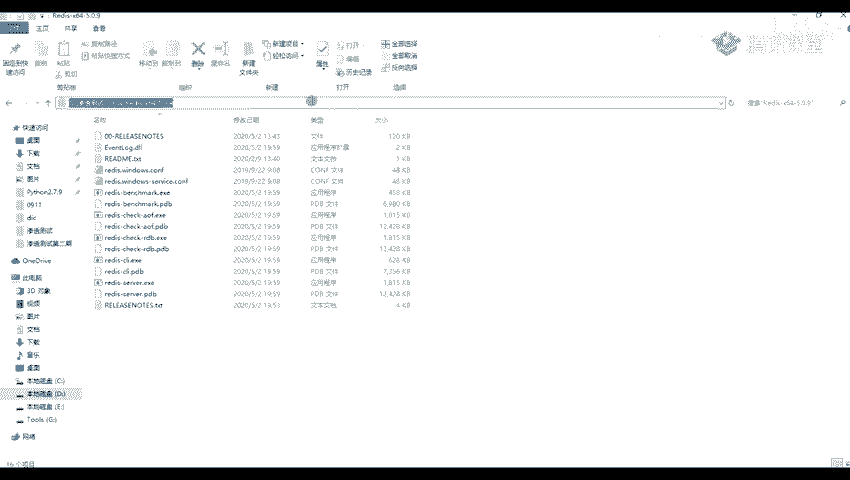 Redis-x64-5.0.9
主页 共享 查看
复制路径
粘贴快捷方式
剪切
固定到快速访问 复制 粘贴
移动到 复制到 删除 重命名
新建文件夹
新建项目
轻松访问
属性
打开
编辑
历史记录
全部选择
全部取消
反向选择
剪贴板 组织 新建 打开 选择
搜索"Redis-x64-5.0.9"
名称 修改日期 类型 大小
00-RELEASENOTES 2020/5/2 13:43 文件 120 KB
EventLog.dll 2020/5/2 19:59 应用程序扩展 2 KB
README.txt 2020/2/9 13:40 文本文档 1 KB
redis.windows.conf 2019/9/22 9:08 CONF 文件 48 KB
redis.windows-service.conf 2019/9/22 9:08 CONF 文件 48 KB
redis-benchmark.exe 2020/5/2 19:59 应用程序 458 KB
redis-benchmark.pdb 2020/5/2 19:59 PDB 文件 6,980 KB
redis-check-aof.exe 2020/5/2 19:59 应用程序 1,815 KB
redis-check-aof.pdb 2020/5/2 19:59 PDB 文件 12,428 KB
redis-check-rdb.exe 2020/5/2 19:59 应用程序 1,815 KB
redis-check-rdb.pdb 2020/5/2 19:59 PDB 文件 12,428 KB
redis-cli.exe 2020/5/2 19:59 应用程序 628 KB
redis-cli.pdb 2020/5/2 19:59 PDB 文件 7,356 KB
redis-server.exe 2020/5/2 19:59 应用程序 1,815 KB
redis-server.pdb 2020/5/2 19:59 PDB 文件 12,428 KB
RELEASENOTES.txt 2020/5/2 19:53 文本文档 4 KB
快速访问
桌面
下载
文档
图片
Python2.7.9
0911
dic
渗透测试
渗透测试第二期
OneDrive
此电脑
3D 对象
视频
图片
文档
下载
音乐
桌面
本地磁盘 (C:)
本地磁盘 (D:)
本地磁盘 (E:)
Tools (G:)
网络
16 个项目
腾讯课堂